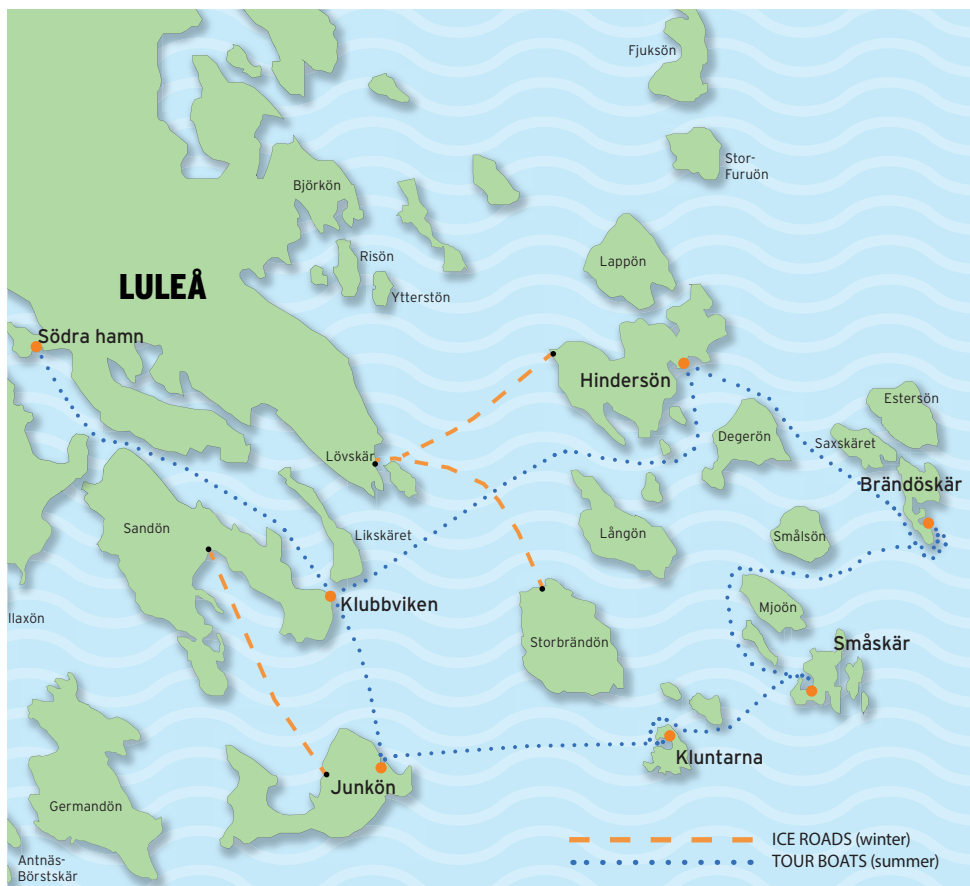 Fjuksön
Stor-
Furuön
Björkön
Risön
Lappön
LULEÅ
Ytterstön
Södra hamn
Hindersön
Estersön
Degerön
Saxskäret
Lövskär
Brändöskär
Sandön
Likskäret
Långön
Smålsön
Klubbviken
Mjoön
llaxön
Storbrändön
Småskär
Kluntarna
Junkön
Germandön
ICE ROADS (winter)
TOUR BOATS (summer)
Antnäs-
Börstskär